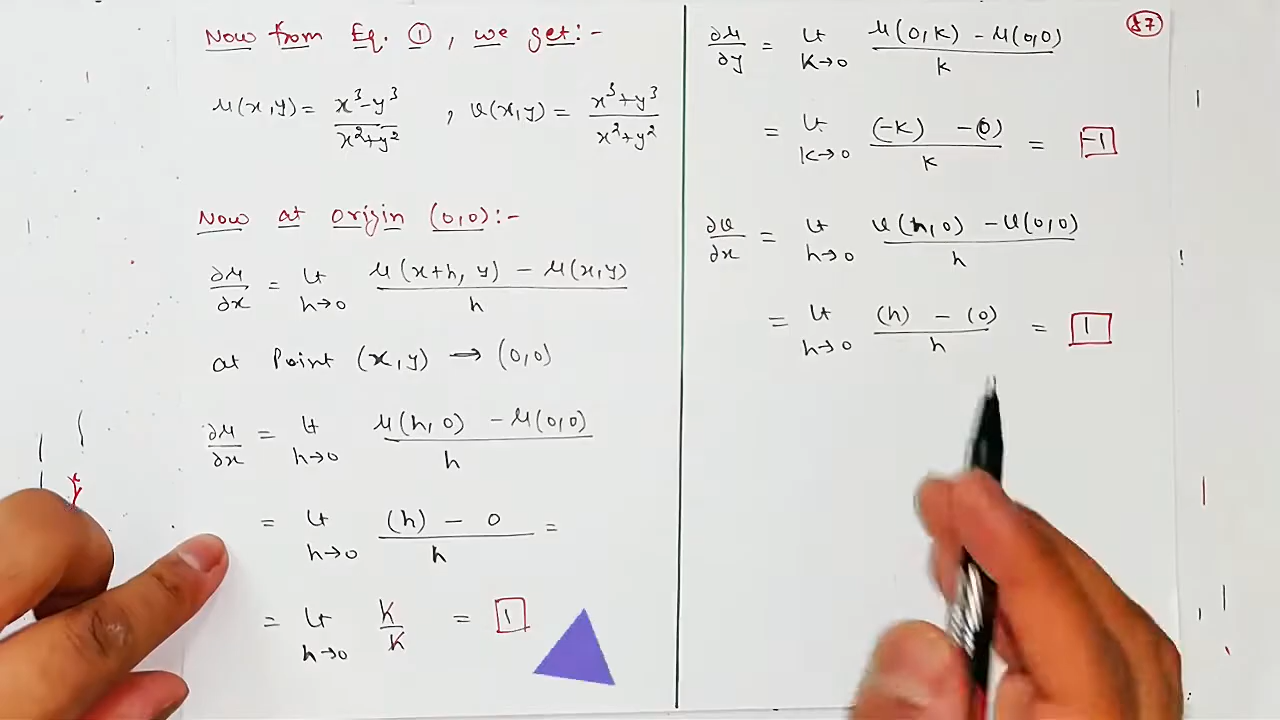 Now from Eq. ①, we get:-
u(x,y) = x³-y³ / x²+y² , v(x,y) = x³+y³ / x²+y²
Now at origin (0,0):-
∂u/∂x = Lt h→0 u(x+h, y) - u(x,y) / h
at Point (x,y) → (0,0)
∂u/∂x = Lt h→0 u(h,0) - u(0,0) / h
= Lt h→0 (h) - 0 / h =
= Lt h→0 K/K = 1
57
∂u/∂y = Lt K→0 u(0,K) - u(0,0) / K
= Lt K→0 (-K) - (0) / K = -1
∂v/∂x = Lt h→0 v(h,0) - v(0,0) / h
= Lt h→0 (h) - (0) / h = 1